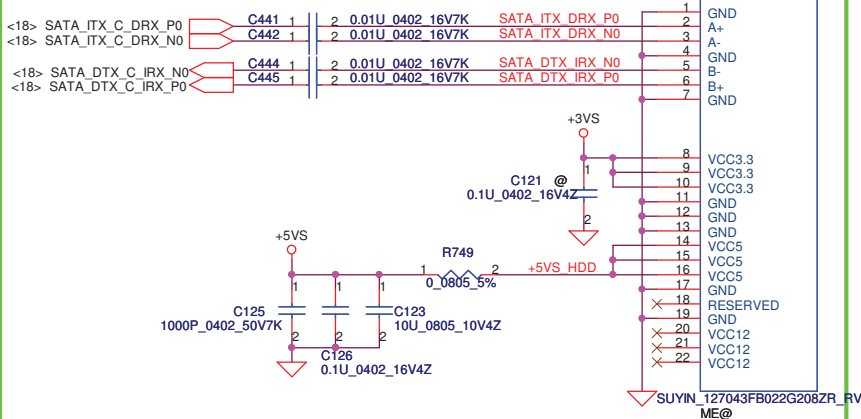 <18> SATA_ITX_C_DRX_P0 C441 1 2 0.01U_0402_16V7K SATA_ITX_DRX_P0
<18> SATA_ITX_C_DRX_N0 C442 1 2 0.01U_0402_16V7K SATA_ITX_DRX_N0
<18> SATA_DTX_C_IRX_N0 C444 1 2 0.01U_0402_16V7K SATA_DTX_IRX_N0
<18> SATA_DTX_C_IRX_P0 C445 1 2 0.01U_0402_16V7K SATA_DTX_IRX_P0
1 GND
2 A+
3 A-
4 GND
5 B-
6 B+
7 GND
+3VS
1
C121 @
0.1U_0402_16V4Z
2
8 VCC3.3
9 VCC3.3
10 VCC3.3
11 GND
12 GND
13 GND
14 VCC5
15 VCC5
16 VCC5
17 GND
18 RESERVED
19 GND
20 VCC12
21 VCC12
22 VCC12
+5VS
R749
1 2 +5VS_HDD
0_0805_5%
1 1 1
C125 C123
1000P_0402_50V7K 10U_0805_10V4Z
2 2 2
C126
0.1U_0402_16V4Z
SUYIN_127043FB022G208ZR_RV
ME@